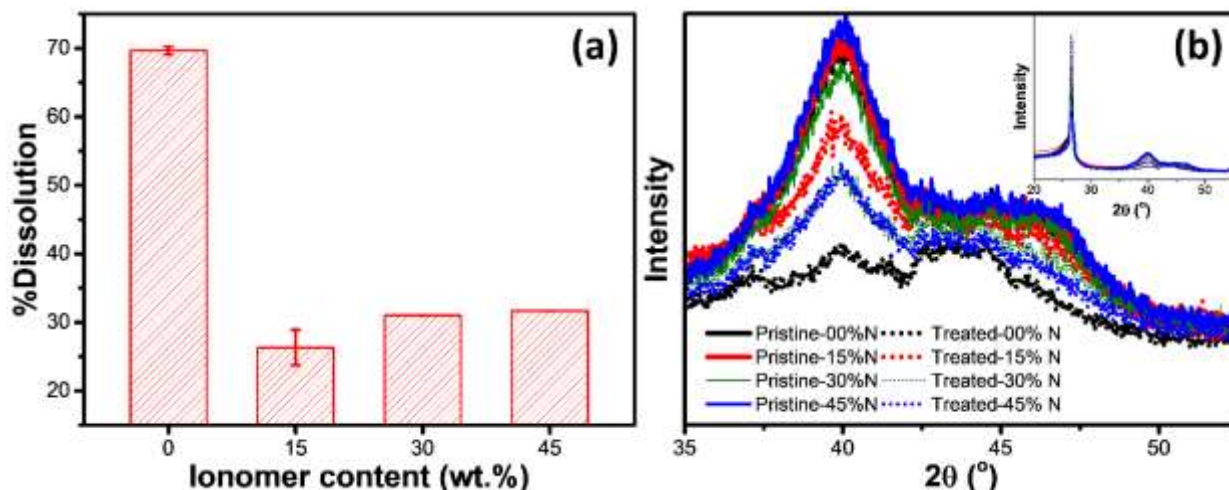 (a)
%Dissolution
70
60
50
40
30
20
0 15 30 45
Ionomer content (wt.%)
(b)
Intensity
Pristine-00%N Treated-00% N
Pristine-15%N Treated-15% N
Pristine-30%N Treated-30% N
Pristine-45%N Treated-45% N
35 40 45 50
2θ (°)
Intensity
20 30 40 50
2θ (°)